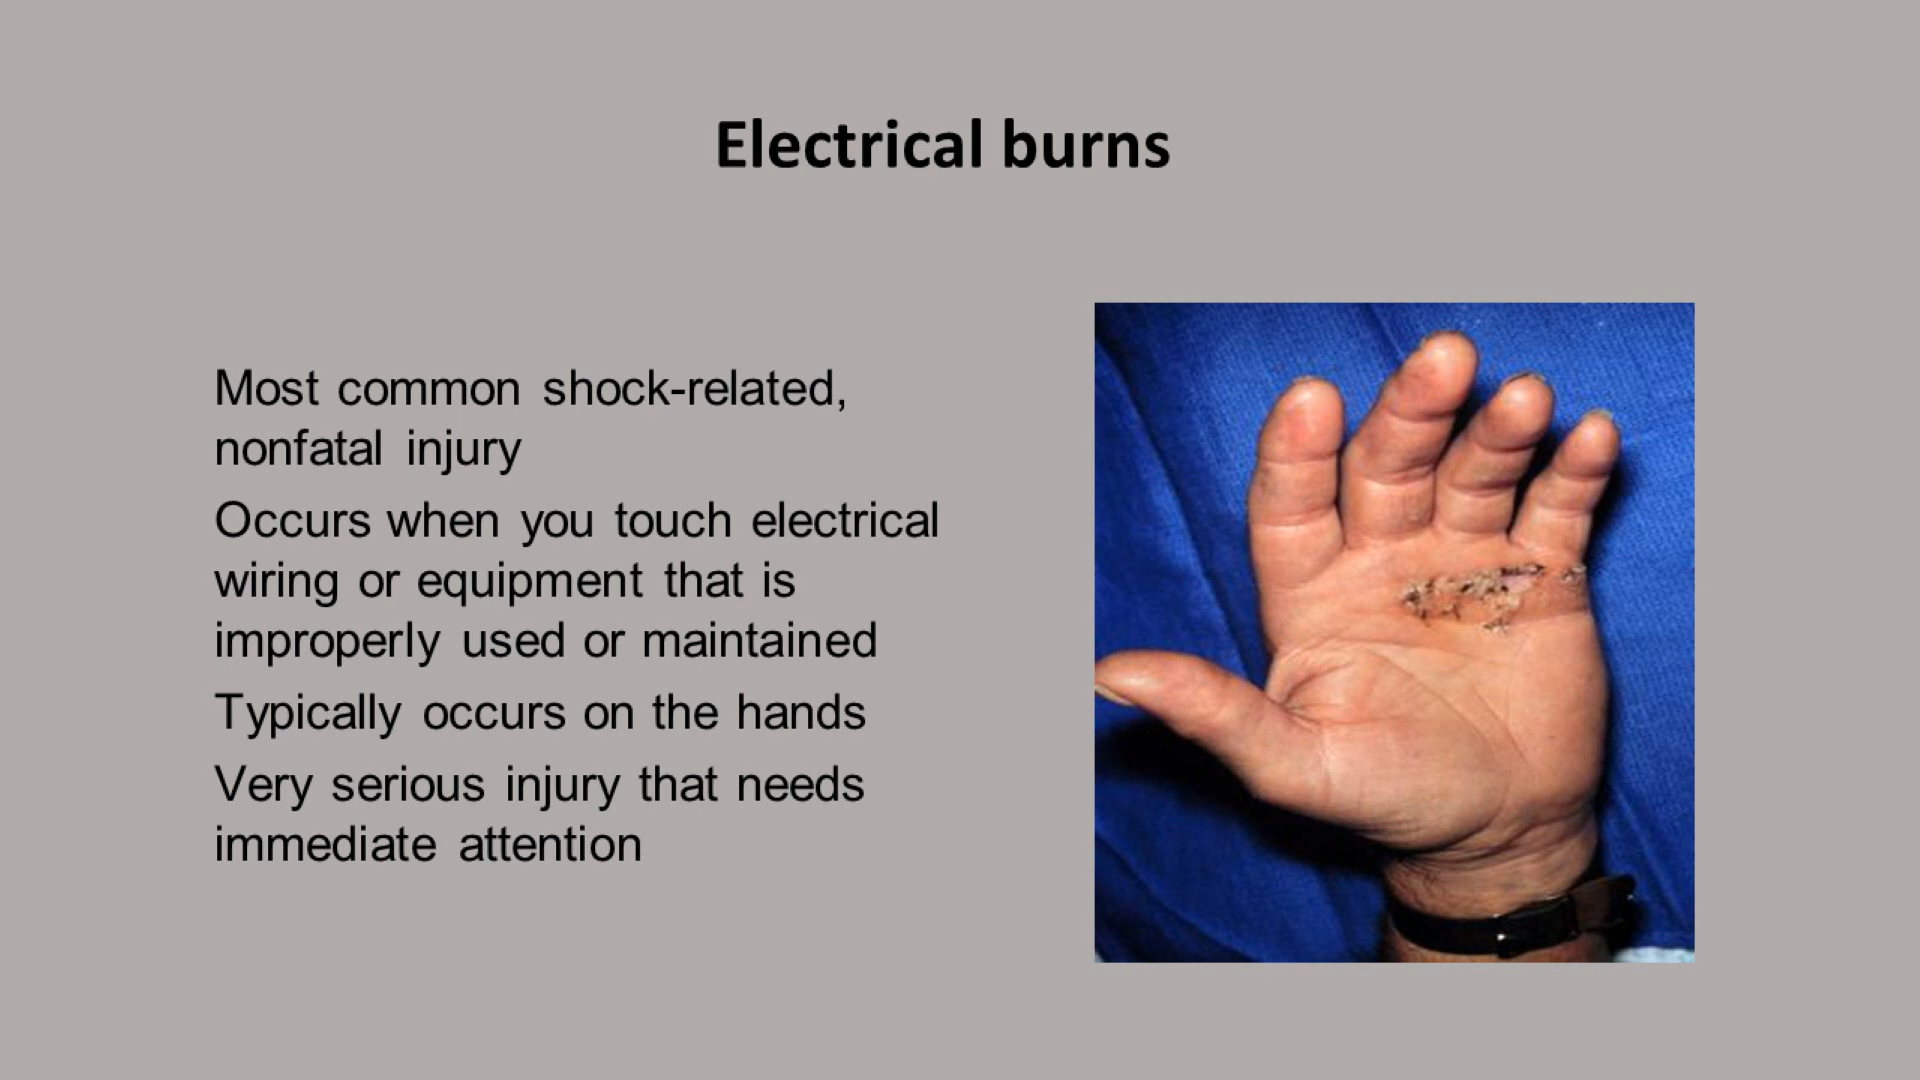 Electrical burns
Most common shock-related,
nonfatal injury
Occurs when you touch electrical
wiring or equipment that is
improperly used or maintained
Typically occurs on the hands
Very serious injury that needs
immediate attention